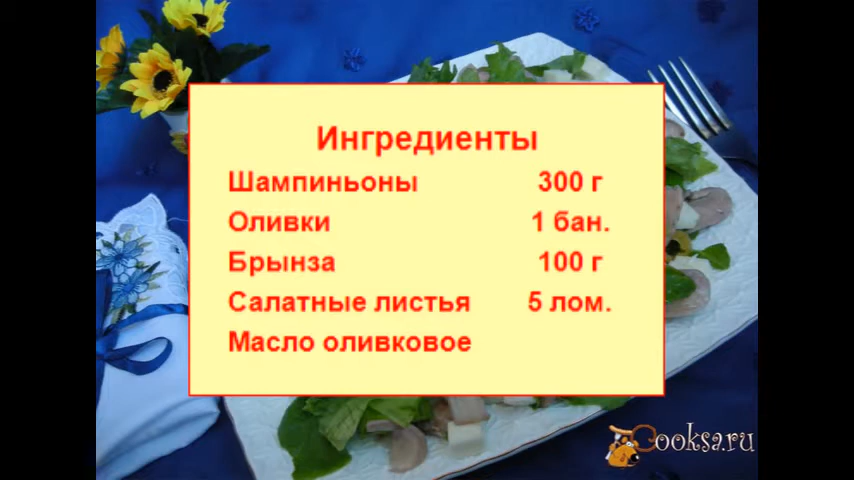 Ингредиенты
Шампиньоны 300 г
Оливки 1 бан.
Брынза 100 г
Салатные листья 5 лом.
Масло оливковое
Cooksa.ru